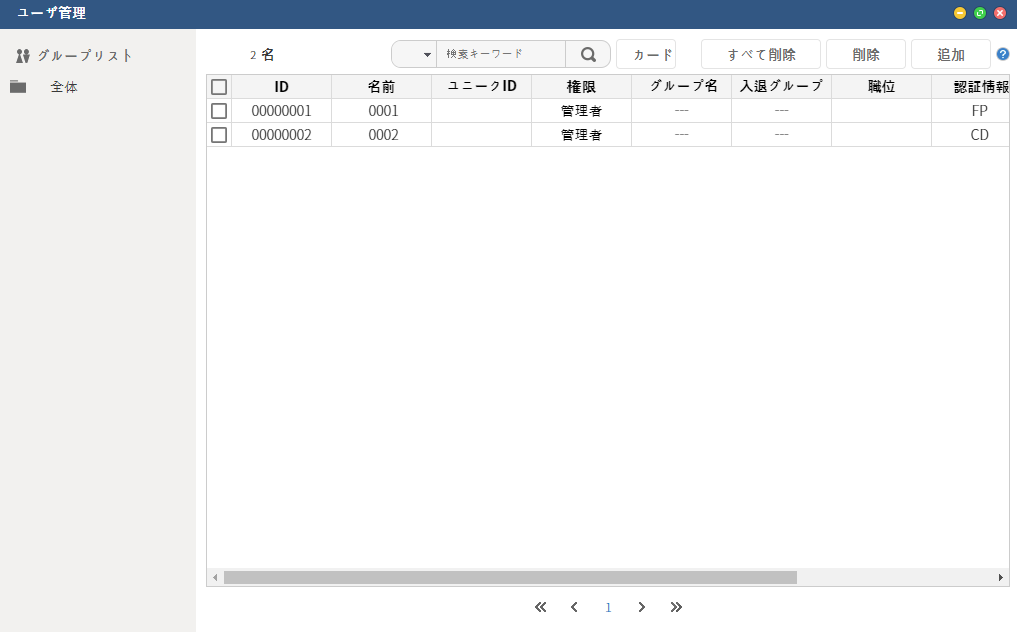 ユーザ管理
グループリスト
全体
2 名 検索キーワード カード すべて削除 削除 追加
ID 名前 ユニークID 権限 グループ名 入退グループ 職位 認証情報
00000001 0001 管理者 --- --- FP
00000002 0002 管理者 --- --- CD
1